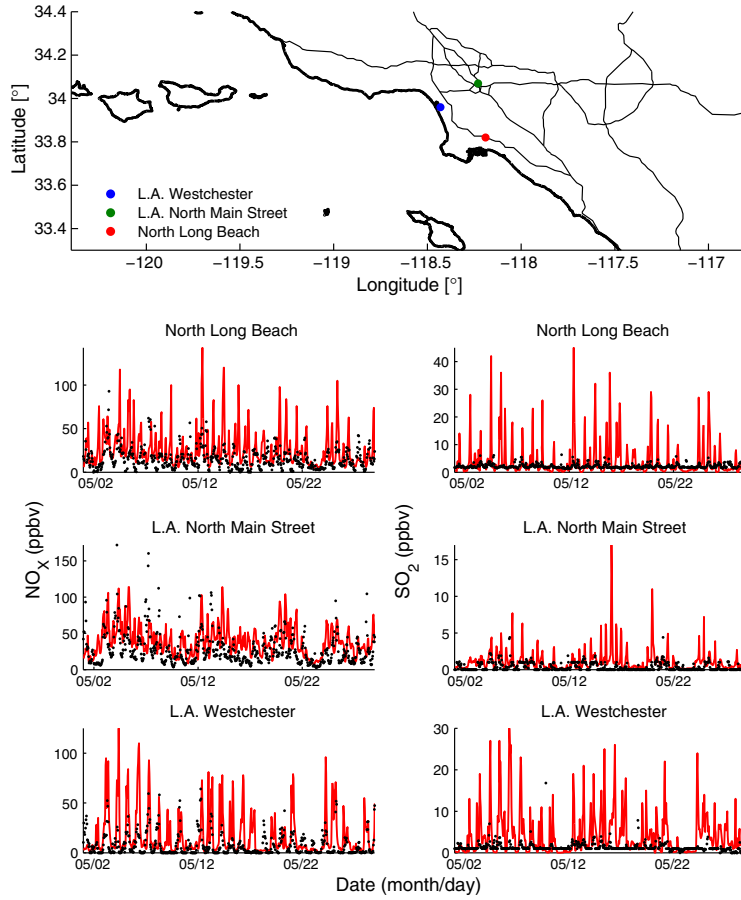 34.4
34.2
34
33.8
33.6
33.4
Latitude [°]
L.A. Westchester
L.A. North Main Street
North Long Beach
−120 −119.5 −119 −118.5 −118 −117.5 −117
Longitude [°]
North Long Beach
100
50
0
05/02 05/12 05/22
North Long Beach
40
30
20
10
0
05/02 05/12 05/22
L.A. North Main Street
150
100
50
0
05/02 05/12 05/22
NOX (ppbv)
L.A. North Main Street
15
10
5
0
05/02 05/12 05/22
SO2 (ppbv)
L.A. Westchester
100
50
0
05/02 05/12 05/22
L.A. Westchester
30
20
10
0
05/02 05/12 05/22
Date (month/day)